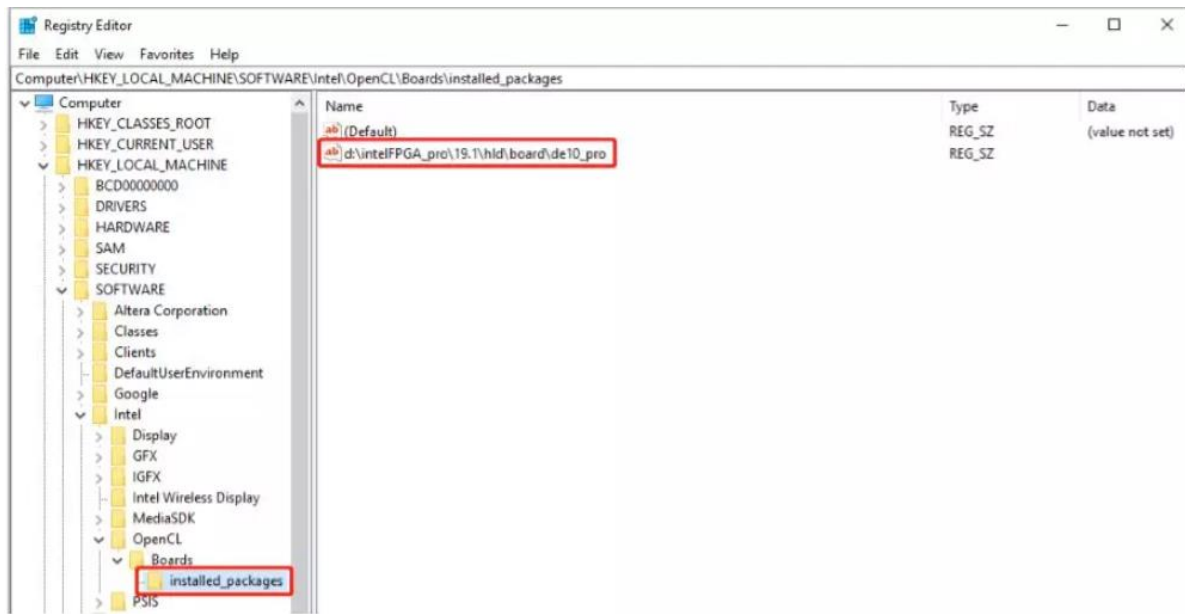 Registry Editor
File Edit View Favorites Help
Computer\HKEY_LOCAL_MACHINE\SOFTWARE\Intel\OpenCL\Boards\installed_packages
Computer
HKEY_CLASSES_ROOT
HKEY_CURRENT_USER
HKEY_LOCAL_MACHINE
BCD00000000
DRIVERS
HARDWARE
SAM
SECURITY
SOFTWARE
Altera Corporation
Classes
Clients
DefaultUserEnvironment
Google
Intel
Display
GFX
IGFX
Intel Wireless Display
MediaSDK
OpenCL
Boards
installed_packages
PSIS
Name Type Data
ab (Default) REG_SZ (value not set)
ab d:\intelFPGA_pro\19.1\hld\board\de10_pro REG_SZ